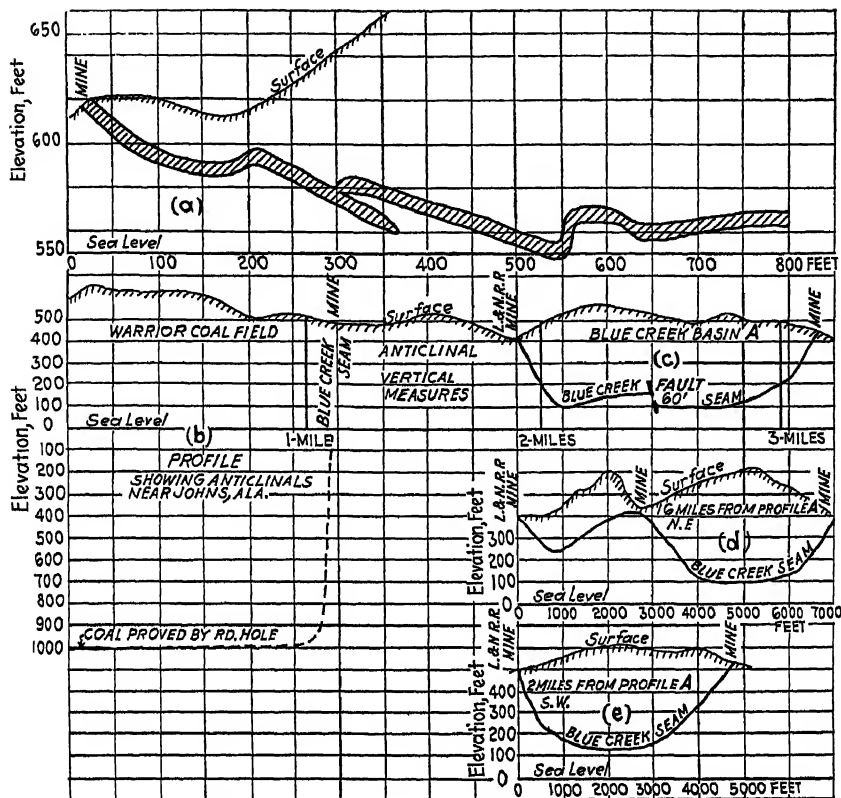 650
600
550
Elevation, Feet
MINE
Surface
(a)
Sea Level
0 100 200 300 400 500 600 700 800 FEET
500
400
300
200
100
0
Elevation, Feet
WARRIOR COAL FIELD
BLUE CREEK SEAM
MINE
Surface
ANTICLINAL
VERTICAL
MEASURES
L.& N.R.R
MINE
BLUE CREEK BASIN A
MINE
(c)
BLUE CREEK
FAULT
60'
SEAM
Sea Level
(b)
1-MILE
2-MILES
3-MILES
100
200
300
400
500
600
700
800
900
1000
PROFILE
SHOWING ANTICLINALS
NEAR JOHNS, ALA.
COAL PROVED BY RD. HOLE
L.& N.R.R
MINE
MINE
Surface
MINE
6 MILES FROM PROFILE A
N.E
(d)
BLUE CREEK SEAM
Elevation, Feet
400
300
200
100
0
Sea Level
0 1000 2000 3000 4000 5000 6000 7000
FEET
L.& N.R.R
MINE
Surface
MINE
2 MILES FROM PROFILE A
S.W.
(e)
BLUE CREEK SEAM
Elevation, Feet
400
300
200
100
0
Sea Level
0 1000 2000 3000 4000 5000 FEET